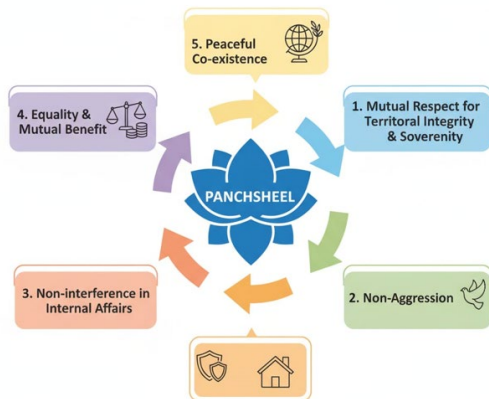 5. Peaceful
Co-existence
4. Equality &
Mutual Benefit
1. Mutual Respect for
Territoral Integrity
& Soverenity
PANCHSHEEL
3. Non-interference in
Internal Affairs
2. Non-Aggression